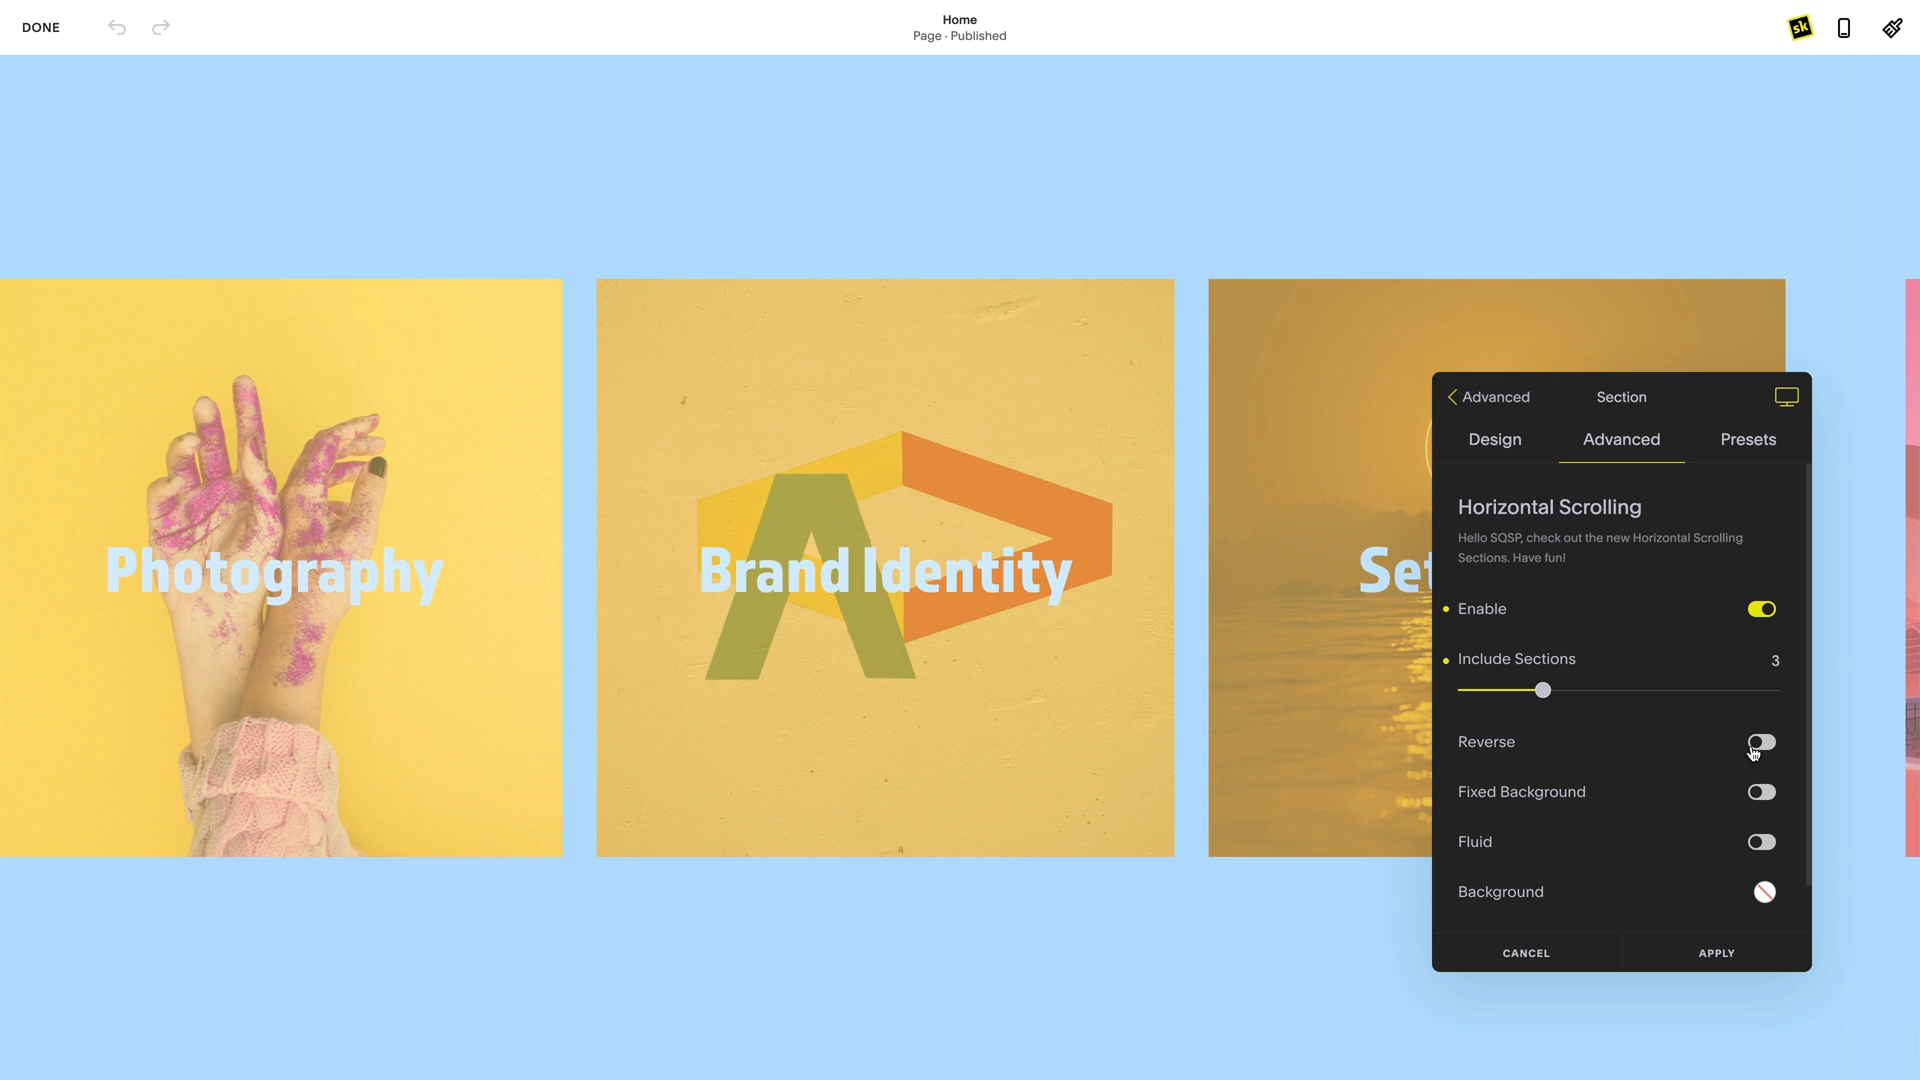 DONE
Home
Page · Published
sk
Photography
Brand Identity
Advanced
Section
Design
Advanced
Presets
Horizontal Scrolling
Hello SQSP, check out the new Horizontal Scrolling
Sections. Have fun!
Enable
Include Sections
3
Reverse
Fixed Background
Fluid
Background
CANCEL
APPLY